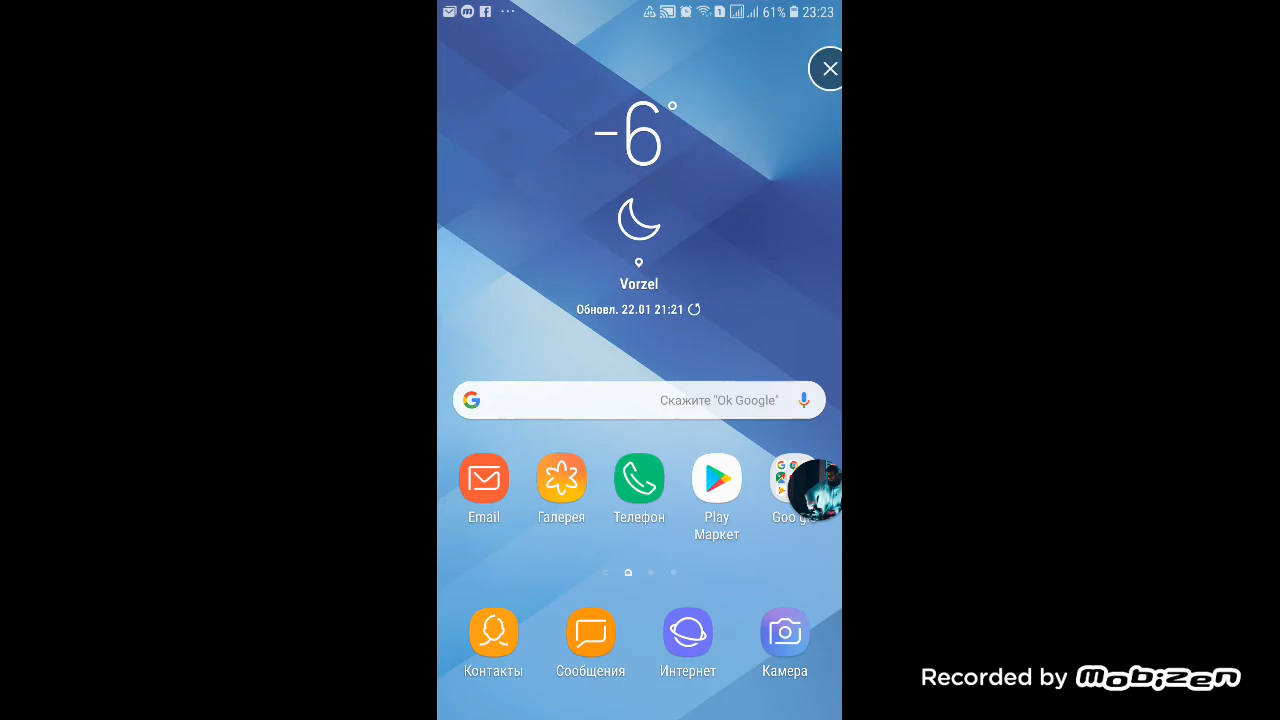 61% 23:23
-6°
Vorzel
Обновл. 22.01 21:21
Скажите "Ok Google"
Email
Галерея
Телефон
Play
Маркет
Контакты
Сообщения
Интернет
Камера
Recorded by mobizen